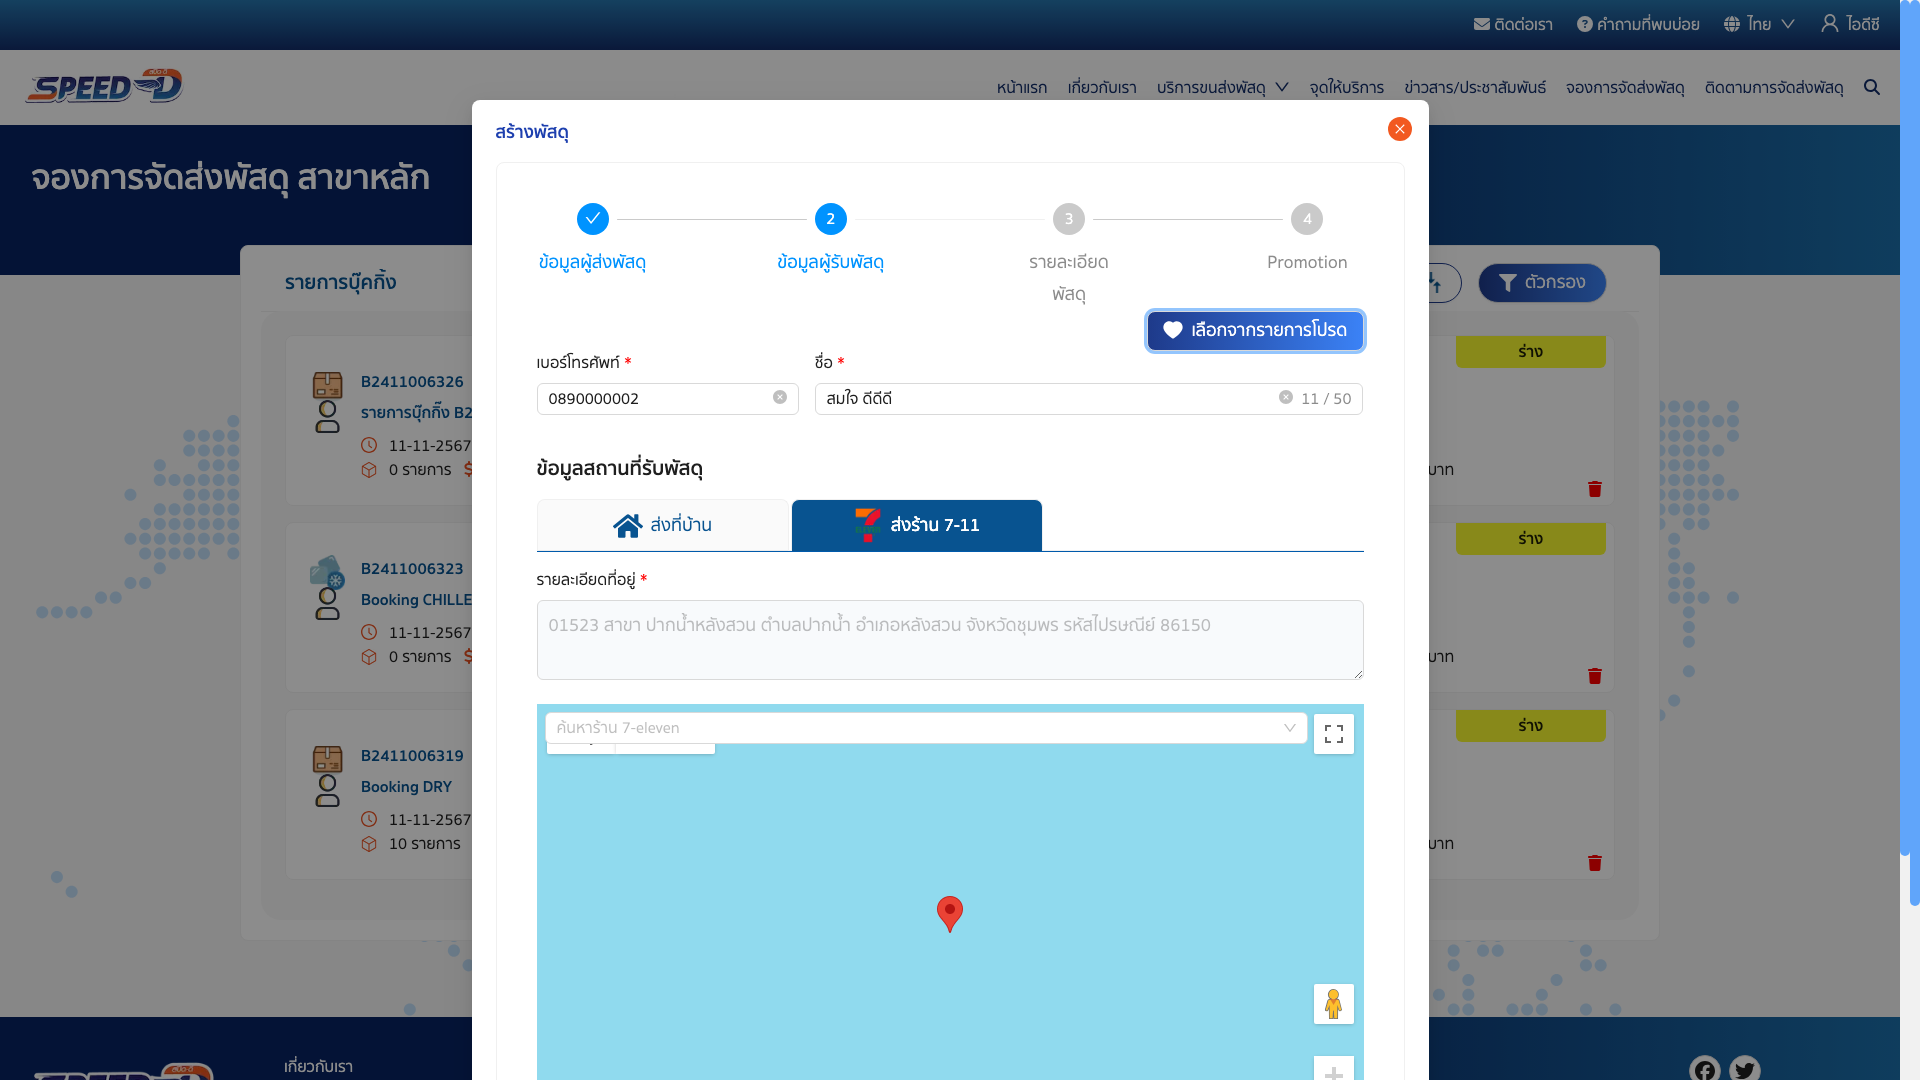 ติดต่อเรา
คำถามที่พบบ่อย
ไทย
ไอดีซี
SPEED-D
หน้าแรก
เกี่ยวกับเรา
บริการขนส่งพัสดุ
จุดให้บริการ
ข่าวสาร/ประชาสัมพันธ์
จองการจัดส่งพัสดุ
ติดตามการจัดส่งพัสดุ
จองการจัดส่งพัสดุ สาขาหลัก
รายการบุ๊คกิ้ง
ตัวกรอง
B2411006326
รายการบุ๊กกิ้ง B2
11-11-2567
0 รายการ
ร่าง
บาท
B2411006323
Booking CHILLE
11-11-2567
0 รายการ
ร่าง
บาท
B2411006319
Booking DRY
11-11-2567
10 รายการ
ร่าง
บาท
สร้างพัสดุ
2
3
4
ข้อมูลผู้ส่งพัสดุ
ข้อมูลผู้รับพัสดุ
รายละเอียด
พัสดุ
Promotion
เลือกจากรายการโปรด
เบอร์โทรศัพท์ *
ชื่อ *
0890000002
สมใจ ดีดีดี
11 / 50
ข้อมูลสถานที่รับพัสดุ
ส่งที่บ้าน
ส่งร้าน 7-11
รายละเอียดที่อยู่ *
01523 สาขา ปากน้ำหลังสวน ตำบลปากน้ำ อำเภอหลังสวน จังหวัดชุมพร รหัสไปรษณีย์ 86150
ค้นหาร้าน 7-eleven
เกี่ยวกับเรา